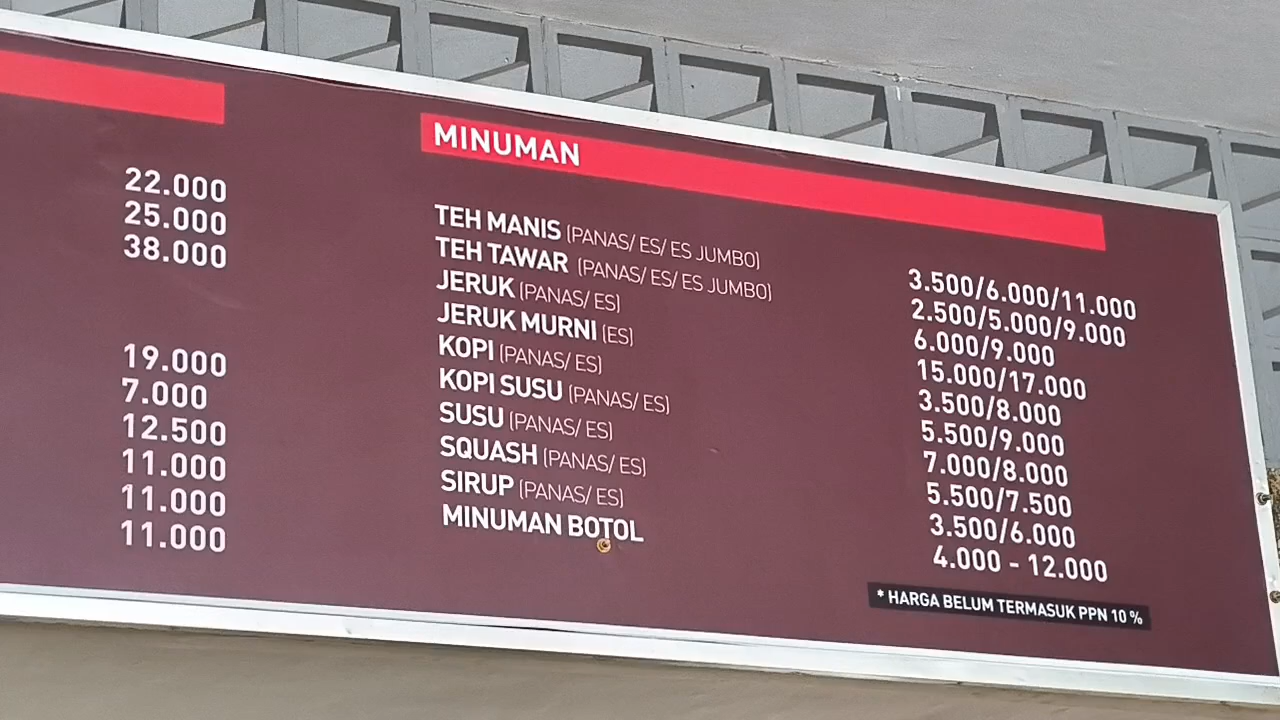 22.000
25.000
38.000
19.000
7.000
12.500
11.000
11.000
11.000
MINUMAN
TEH MANIS (PANAS/ ES/ ES JUMBO) 3.500/6.000/11.000
TEH TAWAR (PANAS/ ES/ ES JUMBO) 2.500/5.000/9.000
JERUK (PANAS/ ES) 6.000/9.000
JERUK MURNI (ES) 15.000/17.000
KOPI (PANAS/ ES) 3.500/8.000
KOPI SUSU (PANAS/ ES) 5.500/9.000
SUSU (PANAS/ ES) 7.000/8.000
SQUASH (PANAS/ ES) 5.500/7.500
SIRUP (PANAS/ ES) 3.500/6.000
MINUMAN BOTOL 4.000 - 12.000
* HARGA BELUM TERMASUK PPN 10 %